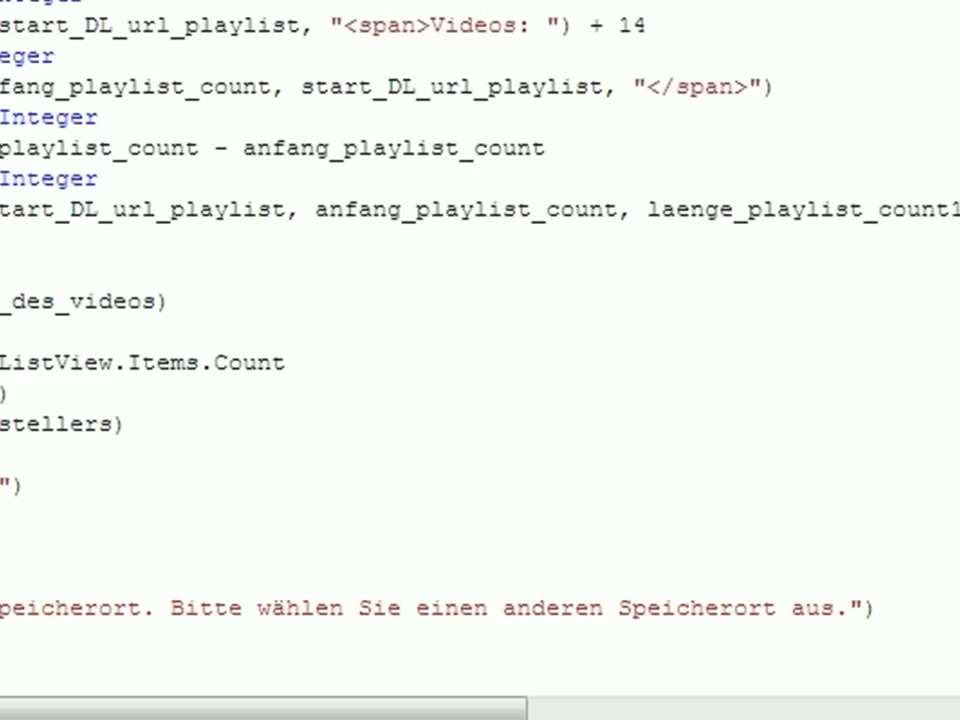 start_DL_url_playlist, "<span>Videos: ") + 14
eger
fang_playlist_count, start_DL_url_playlist, "</span>")
Integer
playlist_count - anfang_playlist_count
Integer
tart_DL_url_playlist, anfang_playlist_count, laenge_playlist_count1
_des_videos)
ListView.Items.Count
)
stellers)
")
peicherort. Bitte wählen Sie einen anderen Speicherort aus.")